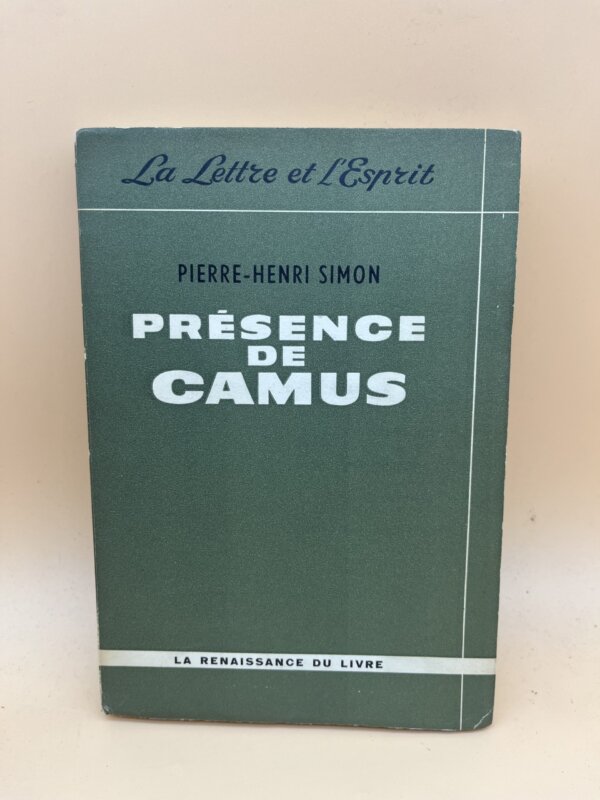 La Lettre et l'Esprit
PIERRE-HENRI SIMON
PRÉSENCE
DE
CAMUS
LA RENAISSANCE DU LIVRE